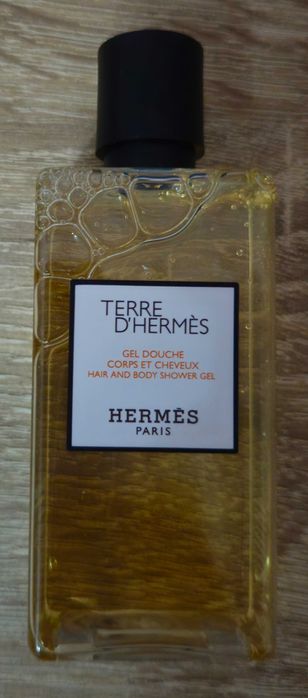 TERRE
D'HERMÈS
GEL DOUCHE
CORPS ET CHEVEUX
HAIR AND BODY SHOWER GEL
HERMÈS
PARIS